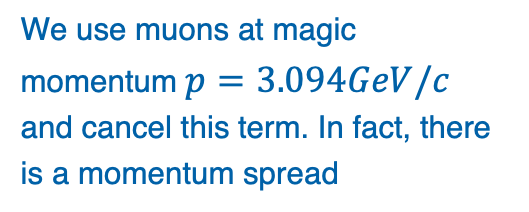 We use muons at magic
momentum p = 3.094GeV/c
and cancel this term. In fact, there
is a momentum spread